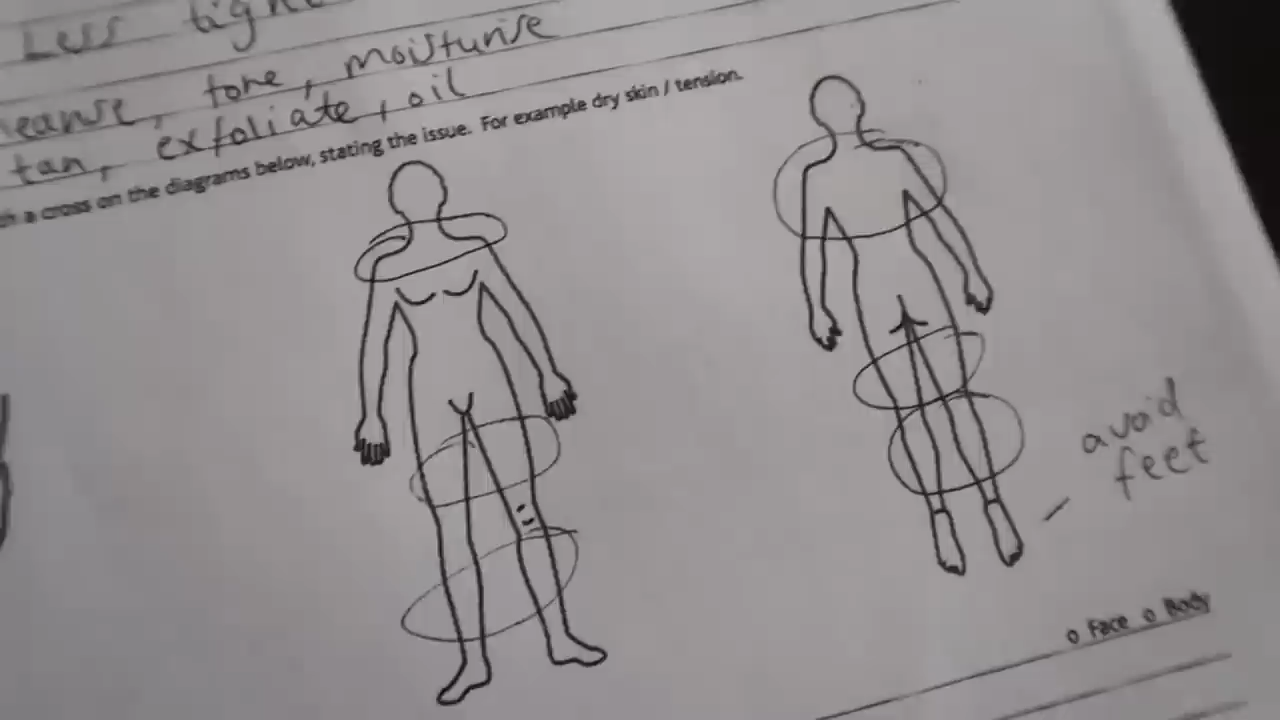 Less tight
cleanse, tone, moisturise
tan, exfoliate, oil
a cross on the diagrams below, stating the issue. For example dry skin / tension.
avoid
feet
o Face o Body